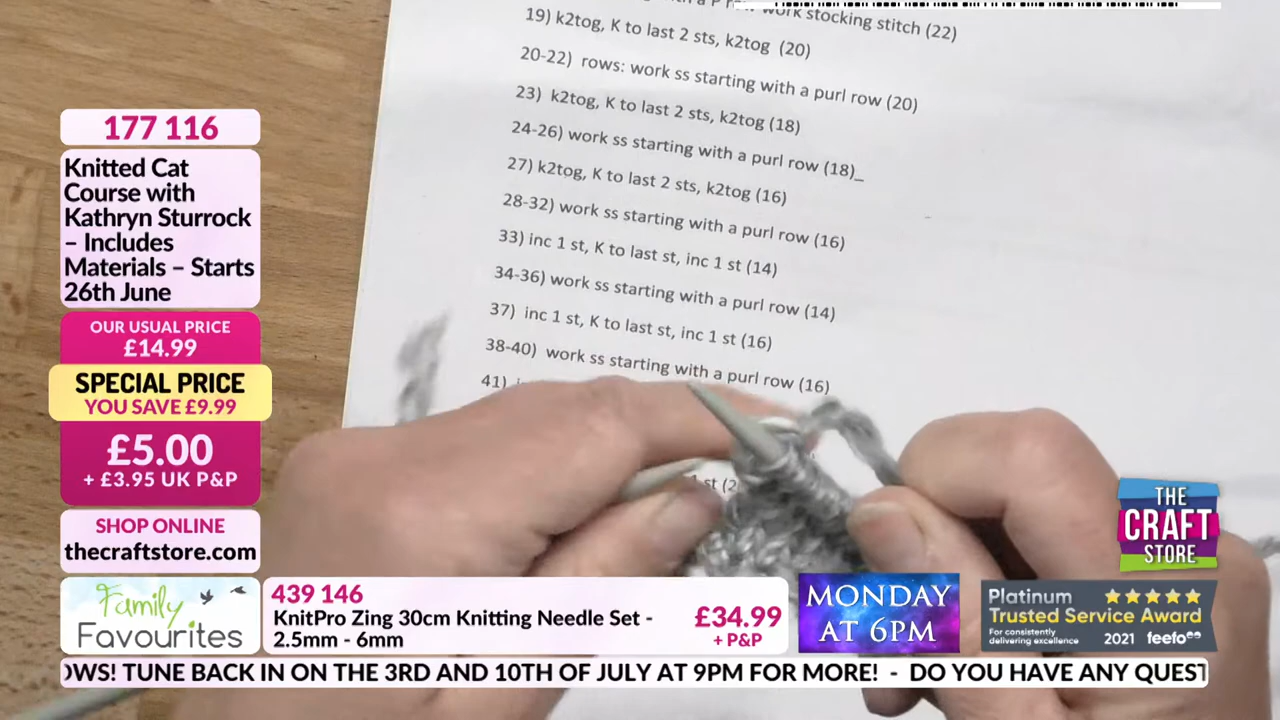 work stocking stitch (22)
19) k2tog, K to last 2 sts, k2tog (20)
20-22) rows: work ss starting with a purl row (20)
23) k2tog, K to last 2 sts, k2tog (18)
24-26) work ss starting with a purl row (18)_
27) k2tog, K to last 2 sts, k2tog (16)
28-32) work ss starting with a purl row (16)
33) inc 1 st, K to last st, inc 1 st (14)
34-36) work ss starting with a purl row (14)
37) inc 1 st, K to last st, inc 1 st (16)
38-40) work ss starting with a purl row (16)
41)
st (2
177 116
Knitted Cat
Course with
Kathryn Sturrock
– Includes
Materials – Starts
26th June
OUR USUAL PRICE
£14.99
SPECIAL PRICE
YOU SAVE £9.99
£5.00
+ £3.95 UK P&P
SHOP ONLINE
thecraftstore.com
Family
Favourites
439 146
KnitPro Zing 30cm Knitting Needle Set -
2.5mm - 6mm
£34.99
+ P&P
MONDAY
AT 6PM
THE
CRAFT
STORE
Platinum
Trusted Service Award
For consistently
delivering excellence
2021 feefo
OWS! TUNE BACK IN ON THE 3RD AND 10TH OF JULY AT 9PM FOR MORE! - DO YOU HAVE ANY QUEST